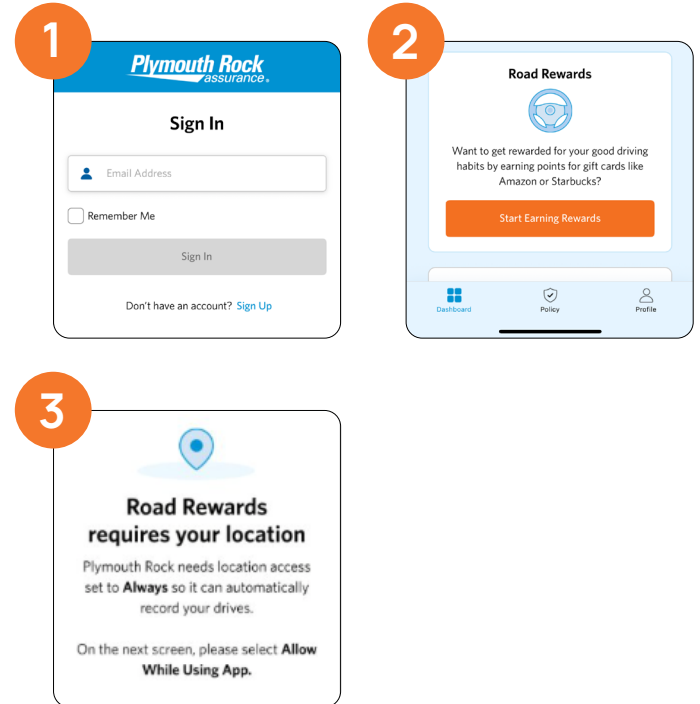 1
Plymouth Rock
assurance®
Sign In
Email Address
Remember Me
Sign In
Don't have an account? Sign Up
2
Road Rewards
Want to get rewarded for your good driving
habits by earning points for gift cards like
Amazon or Starbucks?
Start Earning Rewards
Dashboard Policy Profile
3
Road Rewards
requires your location
Plymouth Rock needs location access
set to Always so it can automatically
record your drives.
On the next screen, please select Allow
While Using App.